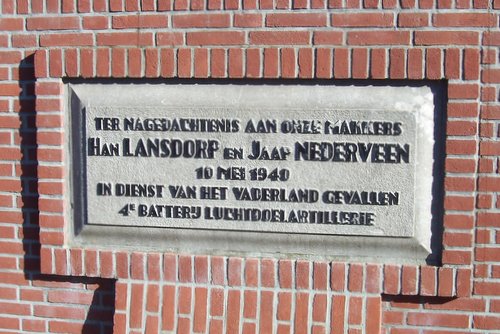 TER NAGEDACHTENIS AAN ONZE MAKKERS
HAN LANSDORP EN JAAP NEDERVEEN
10 MEI 1940
IN DIENST VAN HET VADERLAND GEVALLEN
4E BATTERIJ LUCHTDOELARTILLERIE